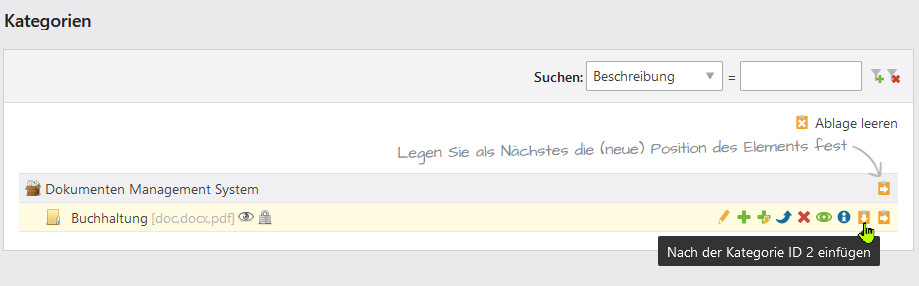 Kategorien
Suchen: Beschreibung =
Ablage leeren
Legen Sie als Nächstes die (neue) Position des Elements fest
Dokumenten Management System
Buchhaltung [doc,docx,pdf]
Nach der Kategorie ID 2 einfügen